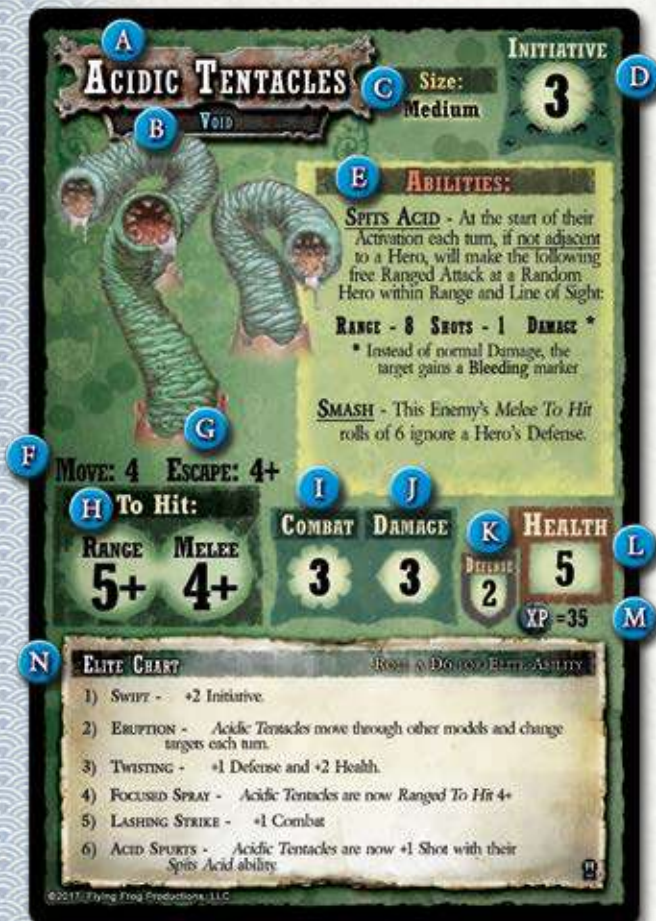 A
ACIDIC TENTACLES
B
VOID
C
Size:
Medium
INITIATIVE
3
D
E
ABILITIES:
SPITS ACID - At the start of their
Activation each turn, if not adjacent
to a Hero, will make the following
free Ranged Attack at a Random
Hero within Range and Line of Sight:
RANGE - 8 SHOTS - 1 DAMAGE *
* Instead of normal Damage, the
target gains a Bleeding marker
SMASH - This Enemy's Melee To Hit
rolls of 6 ignore a Hero's Defense.
F
G
MOVE: 4 ESCAPE: 4+
H
To Hit:
RANGE
5+
MELEE
4+
I
COMBAT
3
J
DAMAGE
3
K
DEFENSE
2
HEALTH
5
L
XP =35
M
N
ELITE CHART
ROLL A D6 FOR ELITE ABILITY
1) SWIFT - +2 Initiative.
2) ERUPTION - Acidic Tentacles move through other models and change
targets each turn.
3) TWISTING - +1 Defense and +2 Health.
4) FOCUSED SPRAY - Acidic Tentacles are now Ranged To Hit 4+
5) LASHING STRIKE - +1 Combat
6) ACID SPURTS - Acidic Tentacles are now +1 Shot with their
Spits Acid ability.
©2017 Flying Frog Productions, LLC